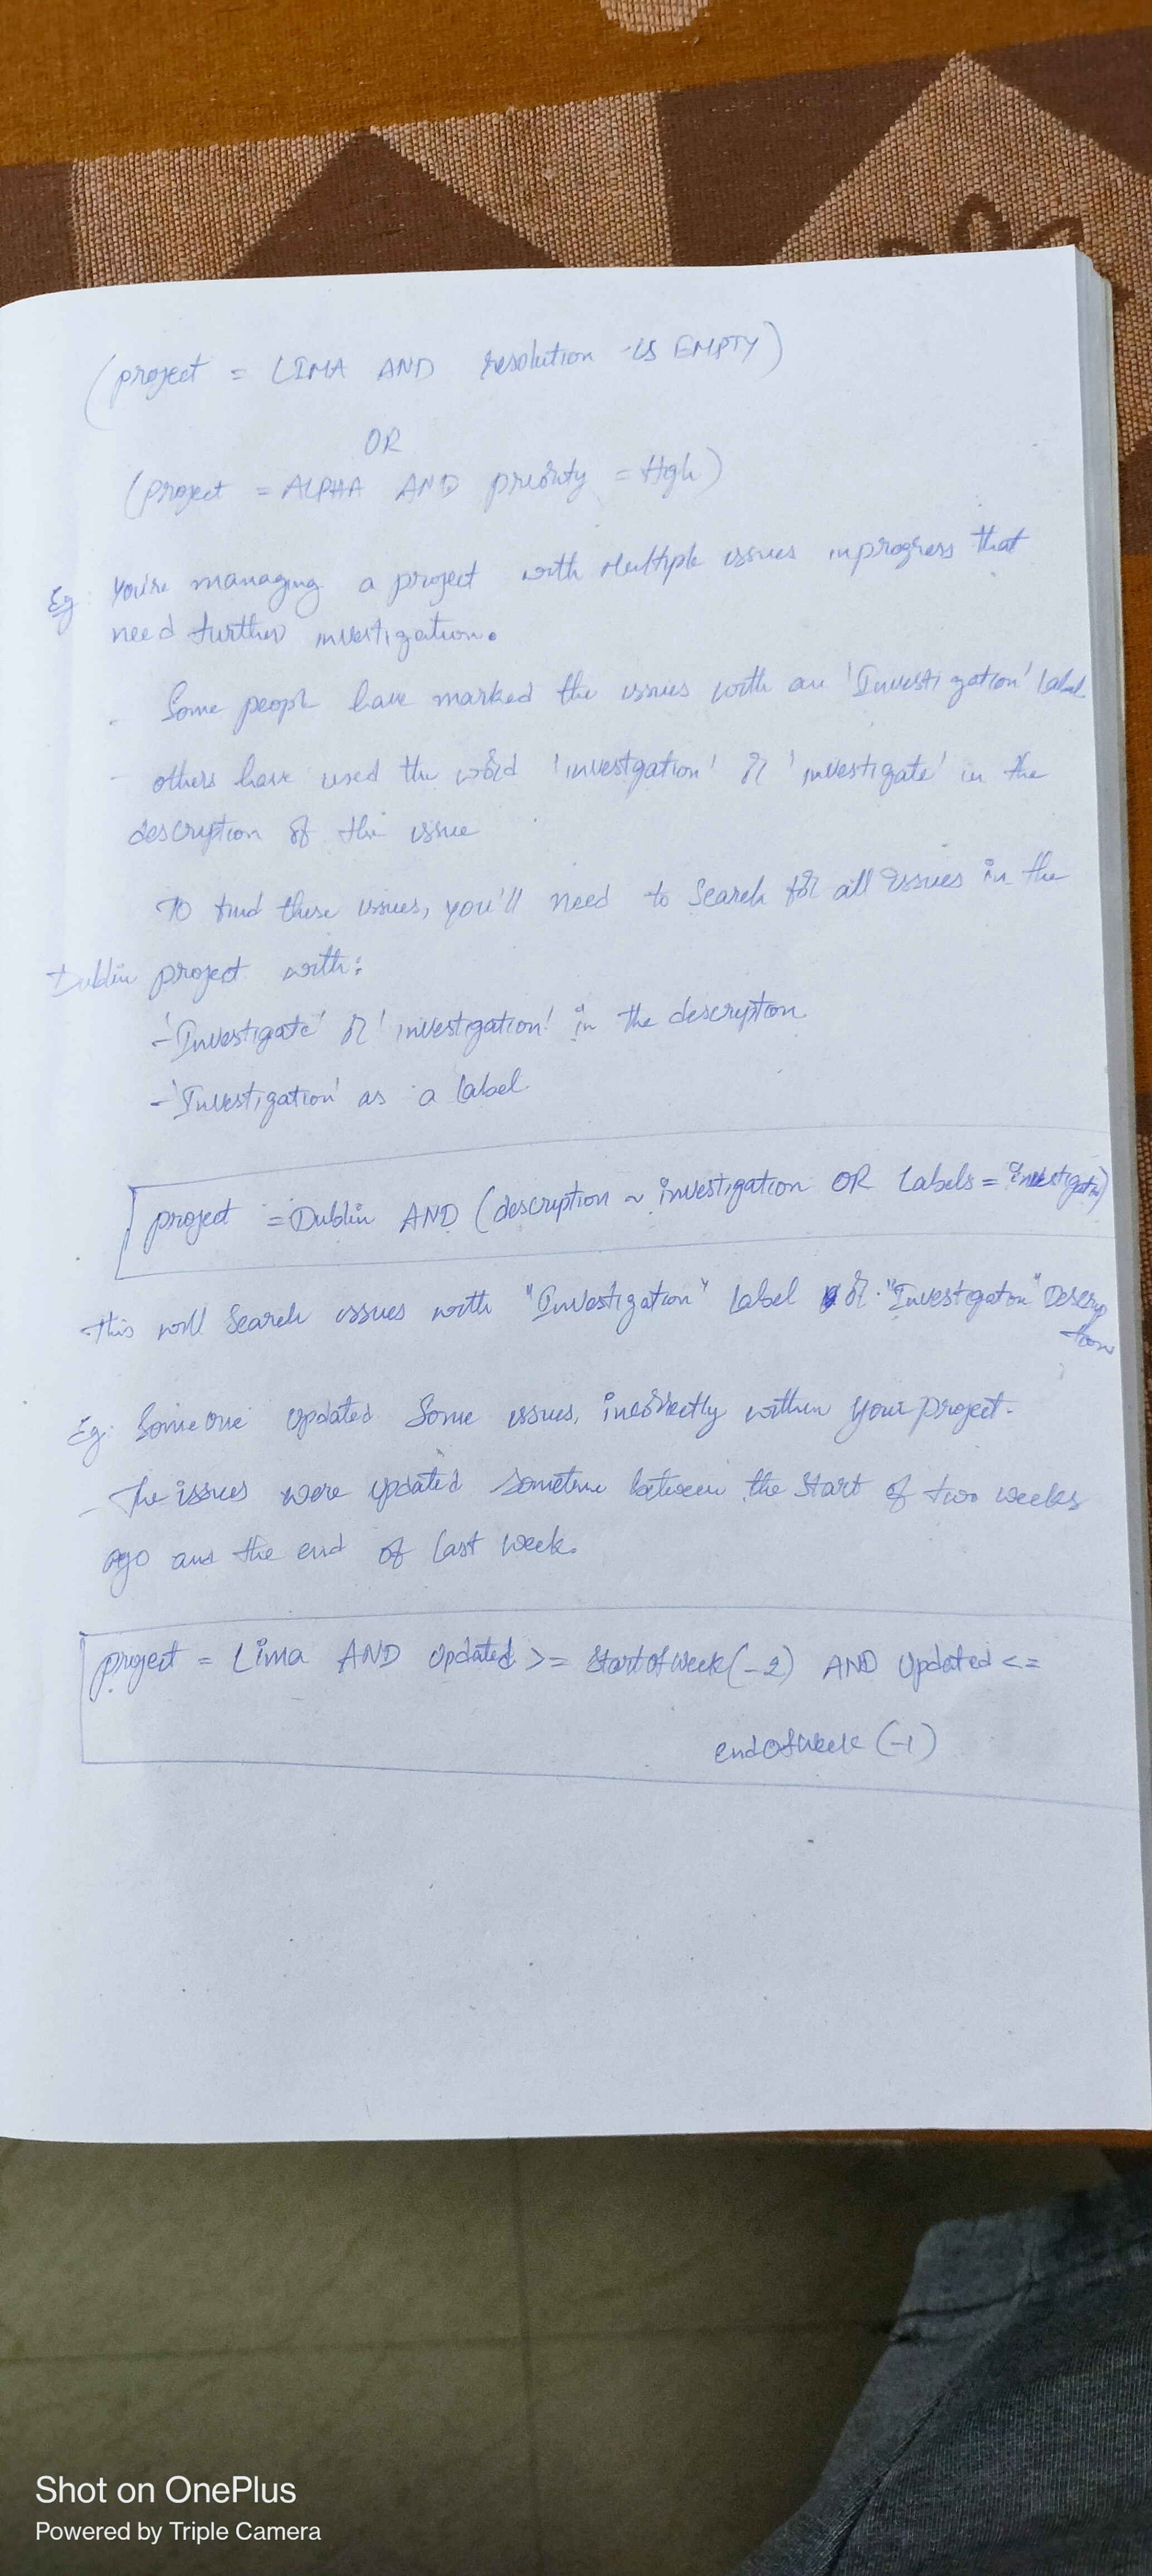 (project = LIMA AND resolution is EMPTY)
OR
(project = ALPHA AND priority = High)
Eg: You're managing a project with Multiple issues inprogress that
need further investigation.
- Some people have marked the issues with an 'Investigation' label
- others have used the word 'investgation' or 'investigate' in the
description of the issue
To find these issues, you'll need to Search for all issues in the
Dublin project with:
- 'Investigate' or 'investigation' in the description
- 'Investigation' as a label
project = Dublin AND (description ~ investigation OR Labels = investigation)
This will Search issues with "Investigation" Label or "Investigaton" Descrip
tion
Eg: Someone Updated Some issues, incorrectly within Your project.
- The issues were updated Sometime between the Start of two weeks
ago and the end of last week.
project = Lima AND Updated >= StartofWeek(-2) AND Updated <=
endOfWeek (-1)
Shot on OnePlus
Powered by Triple Camera